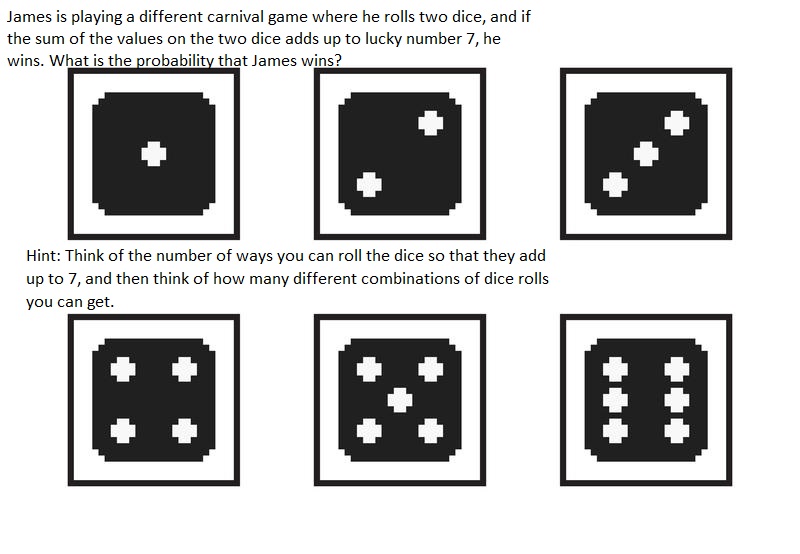 James is playing a different carnival game where he rolls two dice, and if
the sum of the values on the two dice adds up to lucky number 7, he
wins. What is the probability that James wins?
Hint: Think of the number of ways you can roll the dice so that they add
up to 7, and then think of how many different combinations of dice rolls
you can get.